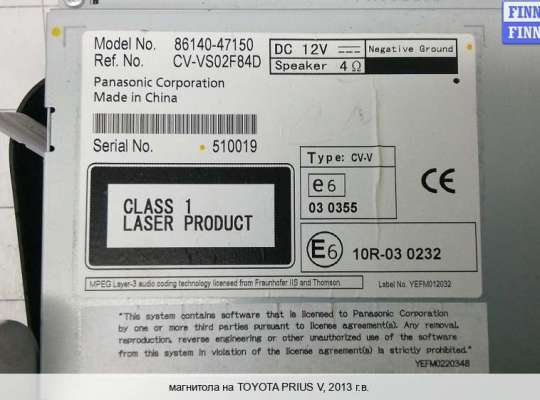 FINN
FINN
Model No. 86140-47150
Ref. No. CV-VS02F84D
Panasonic Corporation
Made in China
DC 12V Negative Ground
Speaker 4Ω
Serial No. 510019
Type: CV-V
e6
03 0355
CE
CLASS 1
LASER PRODUCT
E6 10R-03 0232
MPEG Layer-3 audio coding technology licensed from Fraunhofer IIS and Thomson.
Label No. YEFM012032
"This system contains software that is licensed to Panasonic Corporation
by one or more third parties pursuant to license agreement(s). Any removal,
reproduction, reverse engineering or other unauthorized use of the software
from this system in violation of the license agreement(s) is strictly prohibited."
YEFM0220348
магнитола на TOYOTA PRIUS V, 2013 г.в.